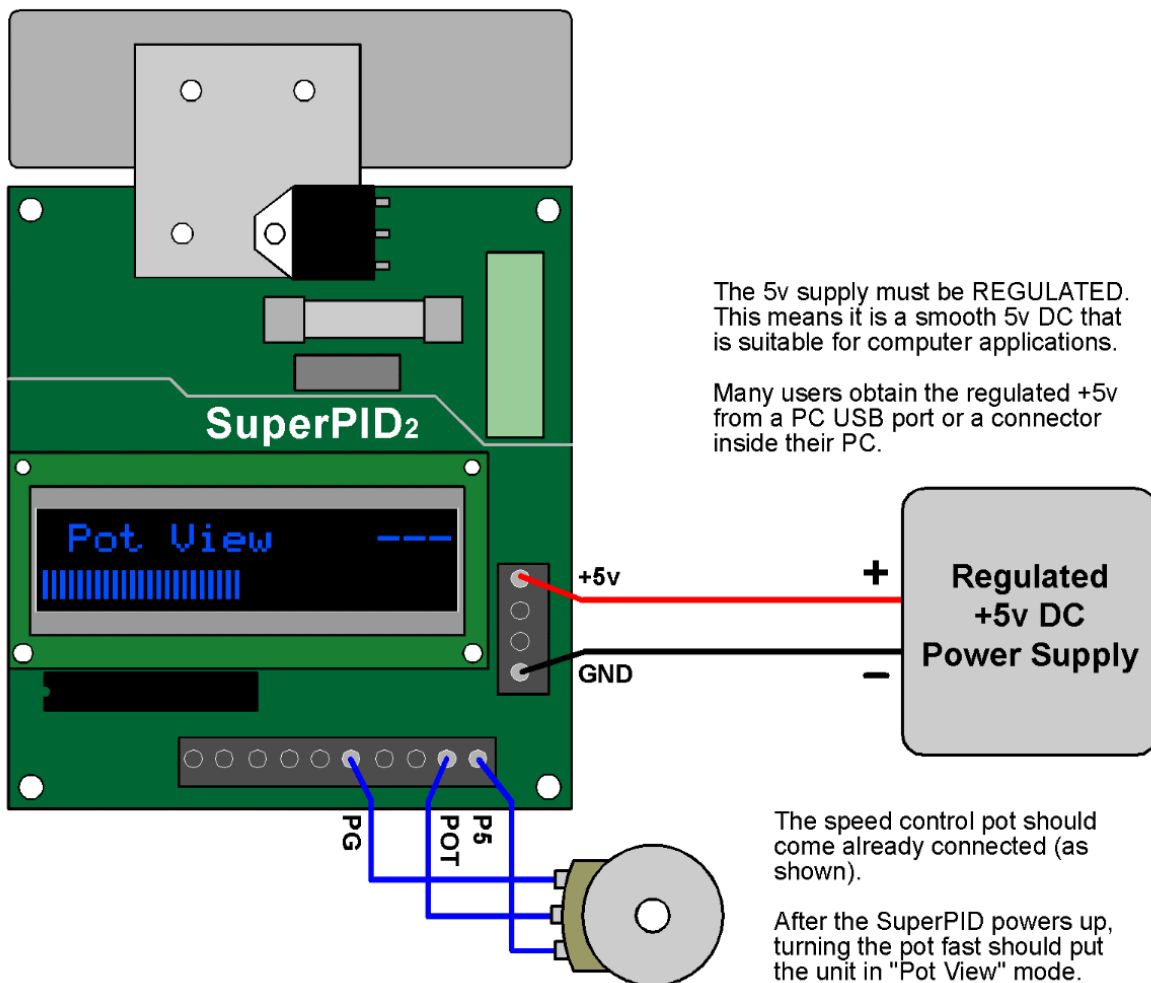 The 5v supply must be REGULATED.
This means it is a smooth 5v DC that
is suitable for computer applications.
Many users obtain the regulated +5v
from a PC USB port or a connector
inside their PC.
SuperPID2
Pot View ---
+5v
+
Regulated
+5v DC
Power Supply
GND
–
PG
POT
P5
The speed control pot should
come already connected (as
shown).
After the SuperPID powers up,
turning the pot fast should put
the unit in "Pot View" mode.